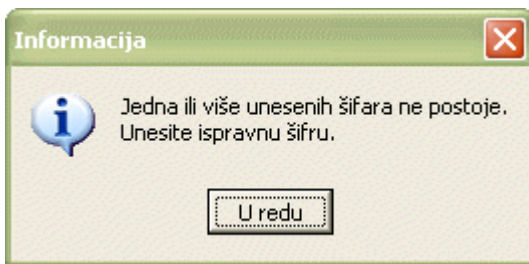 Informacija
Jedna ili više unesenih šifara ne postoje.
Unesite ispravnu šifru.
U redu